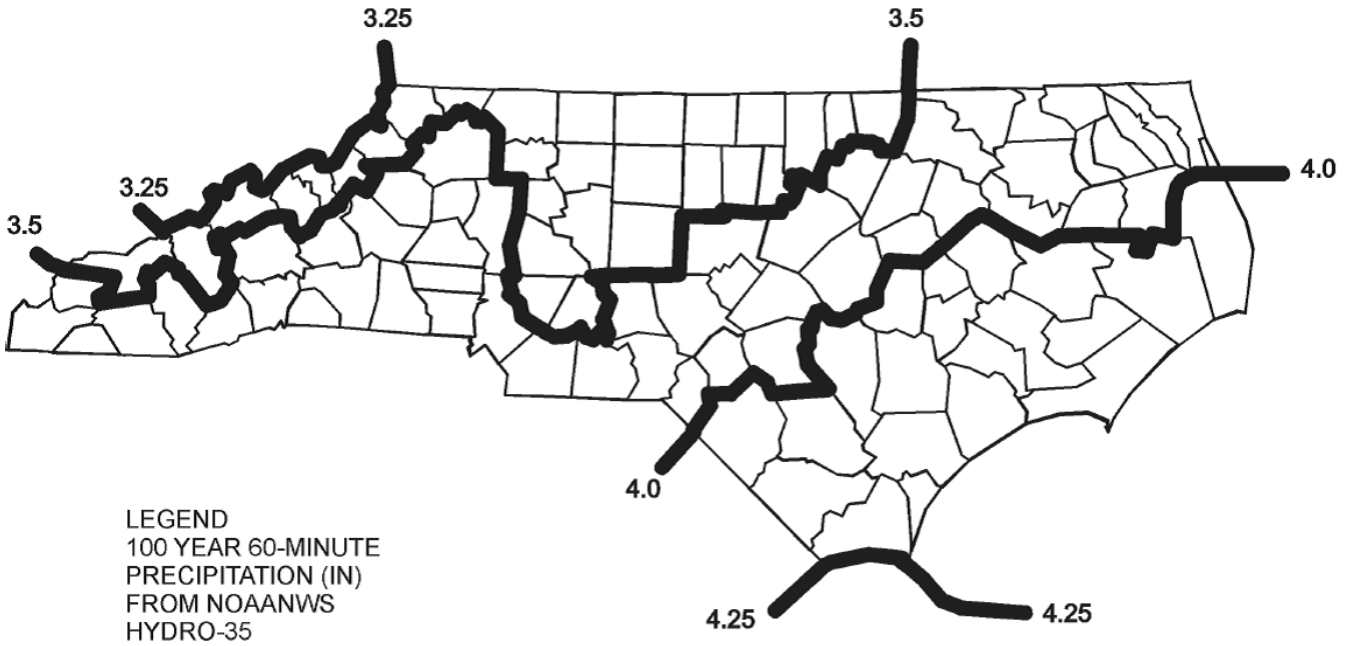 3.25
3.5
3.25
4.0
3.5
4.0
LEGEND
100 YEAR 60-MINUTE
PRECIPITATION (IN)
FROM NOAANWS
HYDRO-35
4.25
4.25